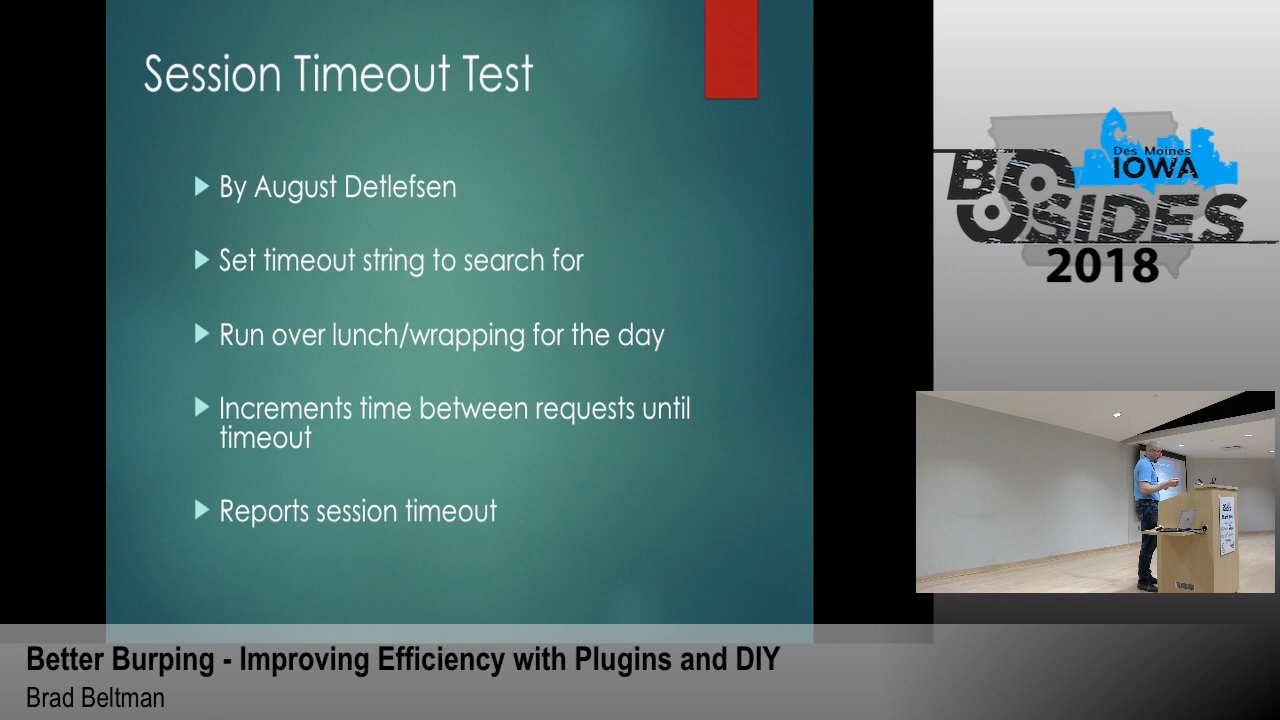 Session Timeout Test
By August Detlefsen
Set timeout string to search for
Run over lunch/wrapping for the day
Increments time between requests until
timeout
Reports session timeout
Des Moines
IOWA
BSIDES
2018
Better Burping - Improving Efficiency with Plugins and DIY
Brad Beltman